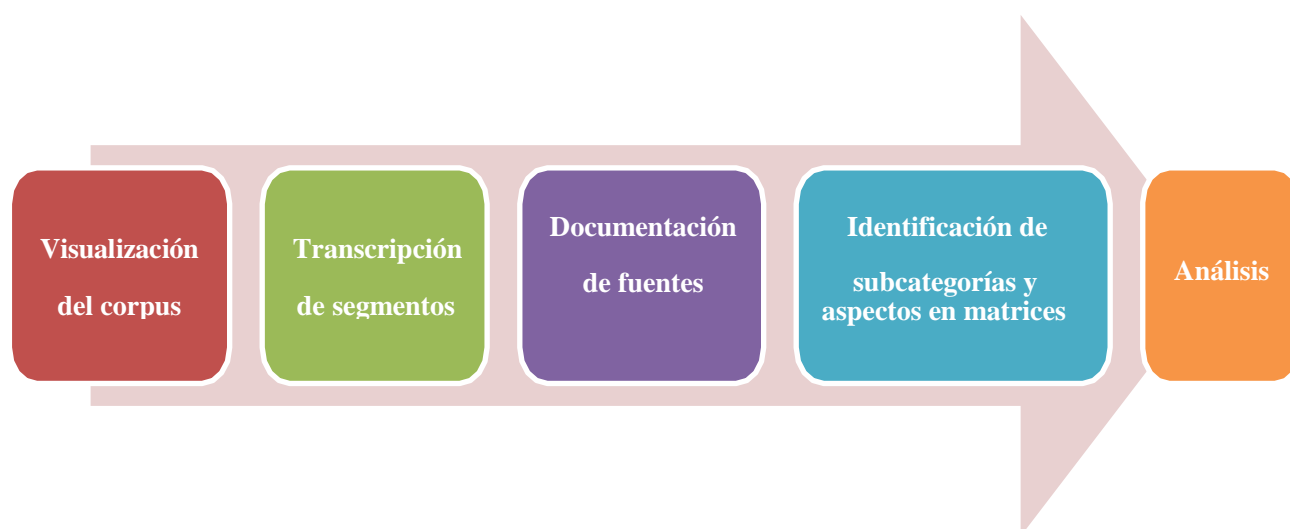 Visualización
del corpus
Transcripción
de segmentos
Documentación
de fuentes
Identificación de
subcategorías y
aspectos en matrices
Análisis